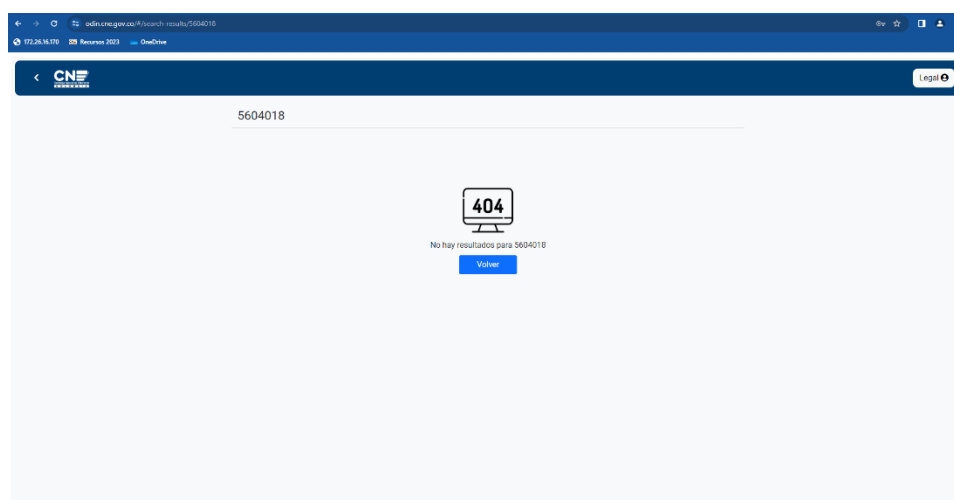 odin.cne.gov.co/#/search-results/5604018
172.26.16.170 Recursos 2023 OneDrive
CNE
COLOMBIA
Legal
5604018
404
No hay resultados para 5604018
Volver